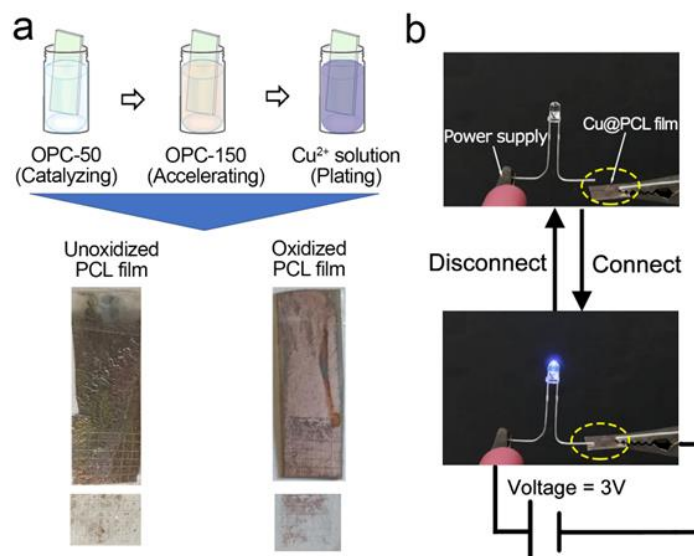 a
OPC-50
(Catalyzing)
OPC-150
(Accelerating)
Cu²⁺ solution
(Plating)
Unoxidized
PCL film
Oxidized
PCL film
b
Power supply
Cu@PCL film
Disconnect
Connect
Voltage = 3V